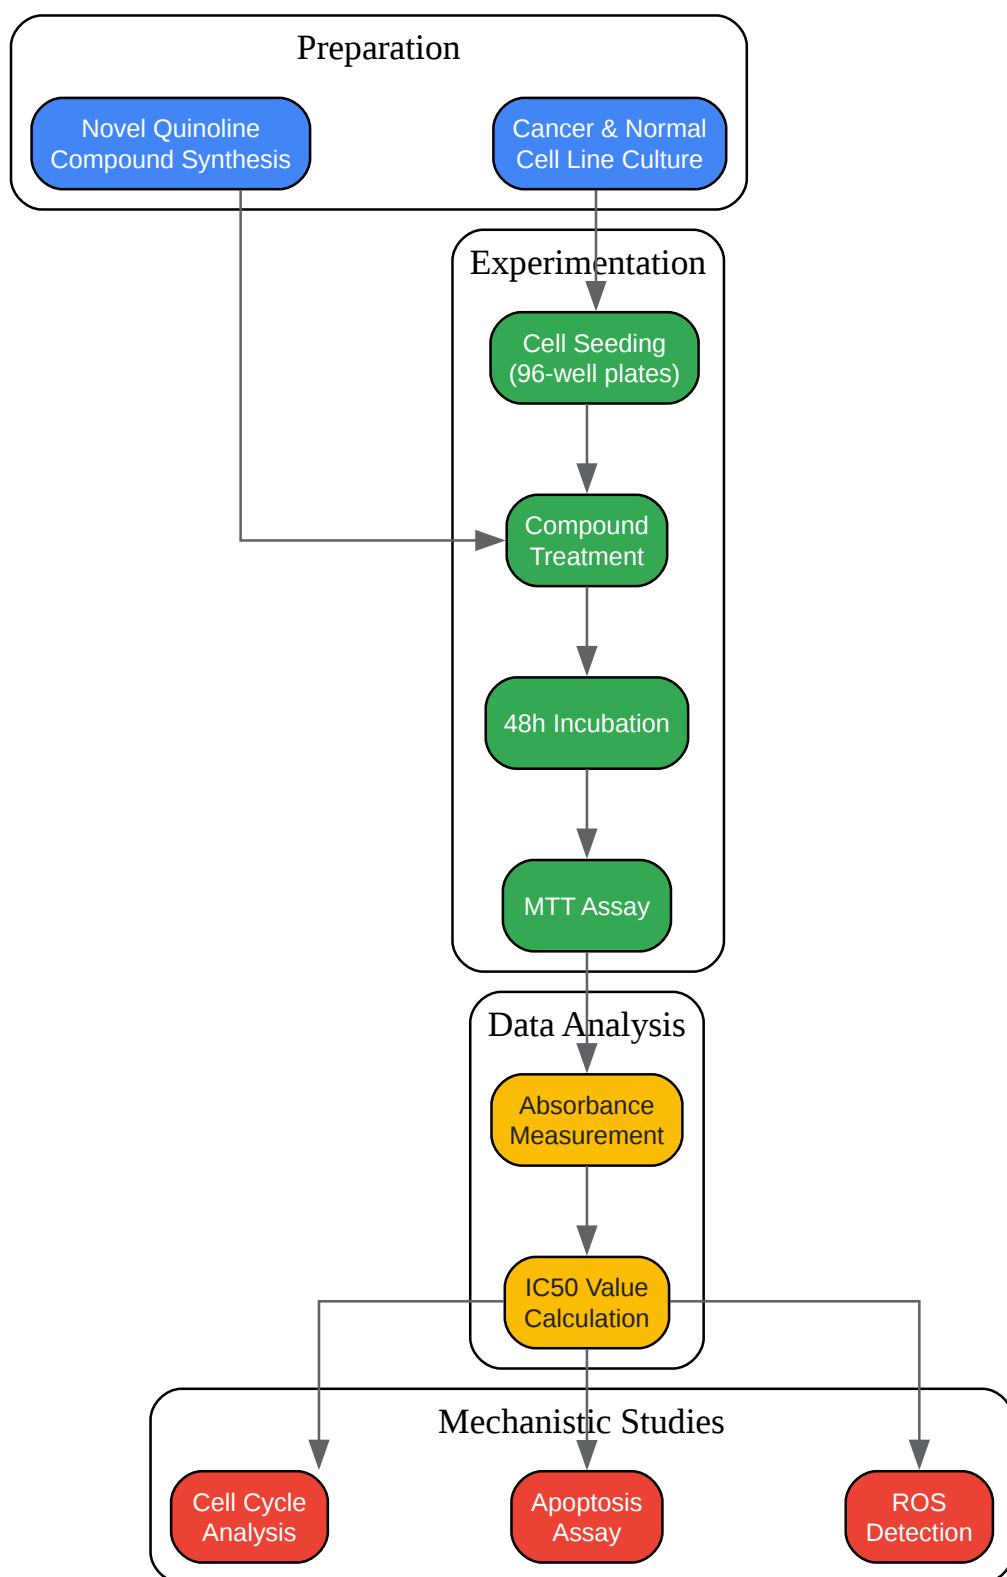 Preparation
Novel Quinoline
Compound Synthesis
Cancer & Normal
Cell Line Culture
Experimentation
Cell Seeding
(96-well plates)
Compound
Treatment
48h Incubation
MTT Assay
Data Analysis
Absorbance
Measurement
IC50 Value
Calculation
Mechanistic Studies
Cell Cycle
Analysis
Apoptosis
Assay
ROS
Detection